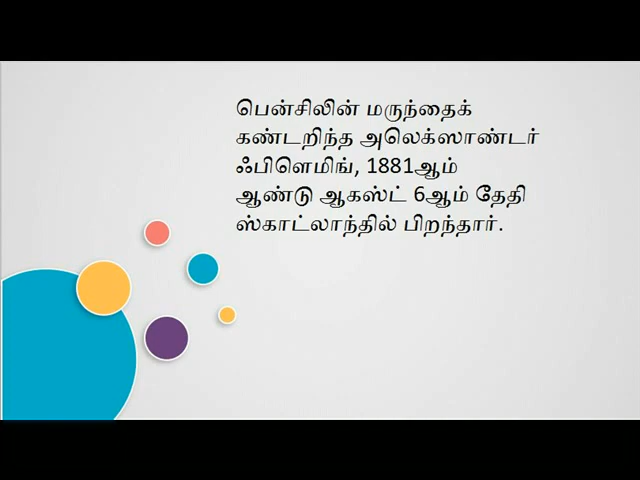 பென்சிலின் மருந்தைக்
கண்டறிந்த அலெக்ஸாண்டர்
ஃபிளெமிங், 1881ஆம்
ஆண்டு ஆகஸ்ட் 6ஆம் தேதி
ஸ்காட்லாந்தில் பிறந்தார்.